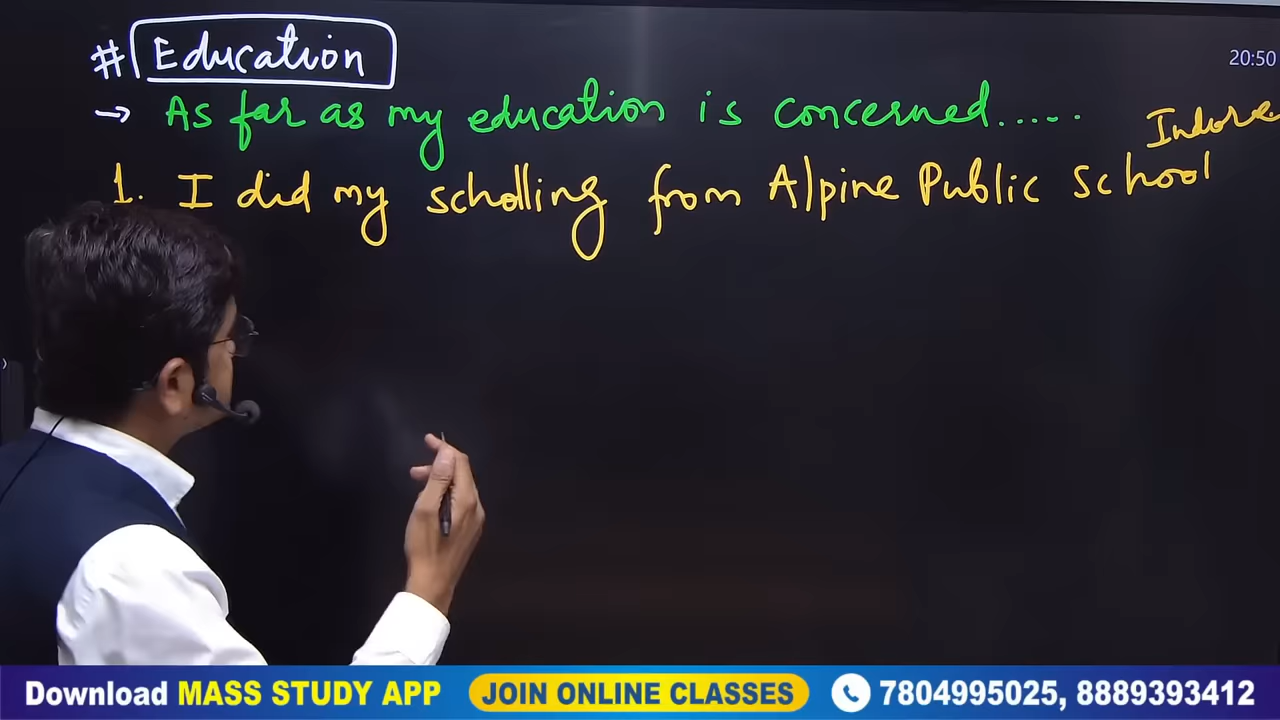 # Education
20:50
→ As far as my education is concerned.....
Indore
1. I did my scholling from Alpine Public School
Download MASS STUDY APP JOIN ONLINE CLASSES 7804995025, 8889393412